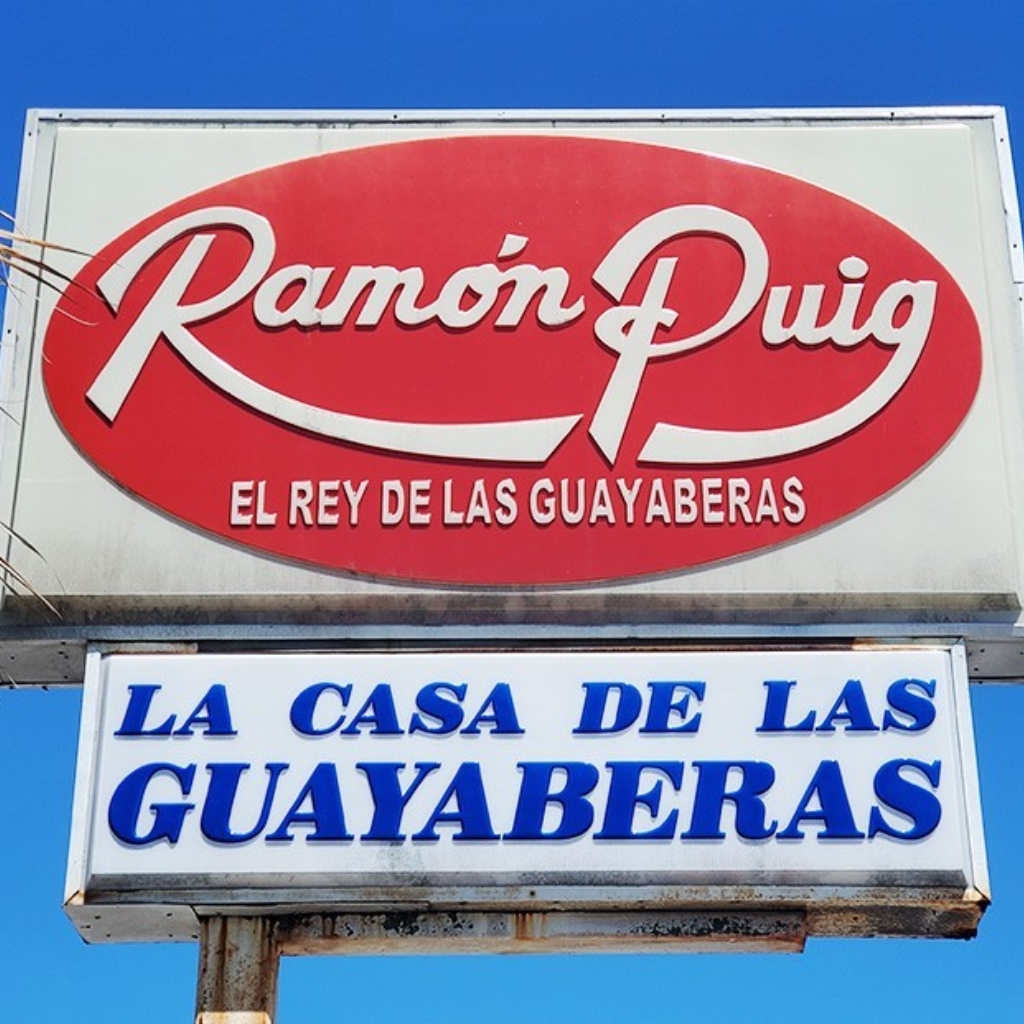 Ramón Puig
EL REY DE LAS GUAYABERAS
LA CASA DE LAS
GUAYABERAS